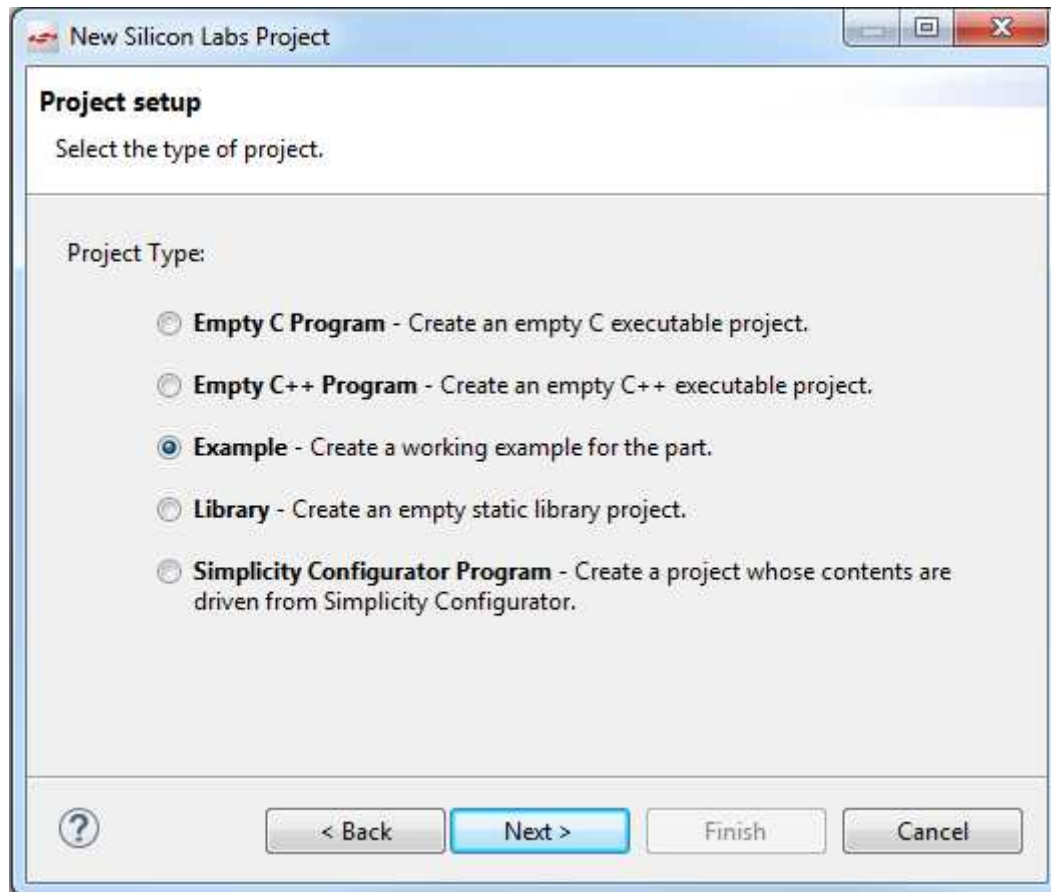 New Silicon Labs Project
Project setup
Select the type of project.
Project Type:
Empty C Program - Create an empty C executable project.
Empty C++ Program - Create an empty C++ executable project.
Example - Create a working example for the part.
Library - Create an empty static library project.
Simplicity Configurator Program - Create a project whose contents are
driven from Simplicity Configurator.
? < Back Next > Finish Cancel